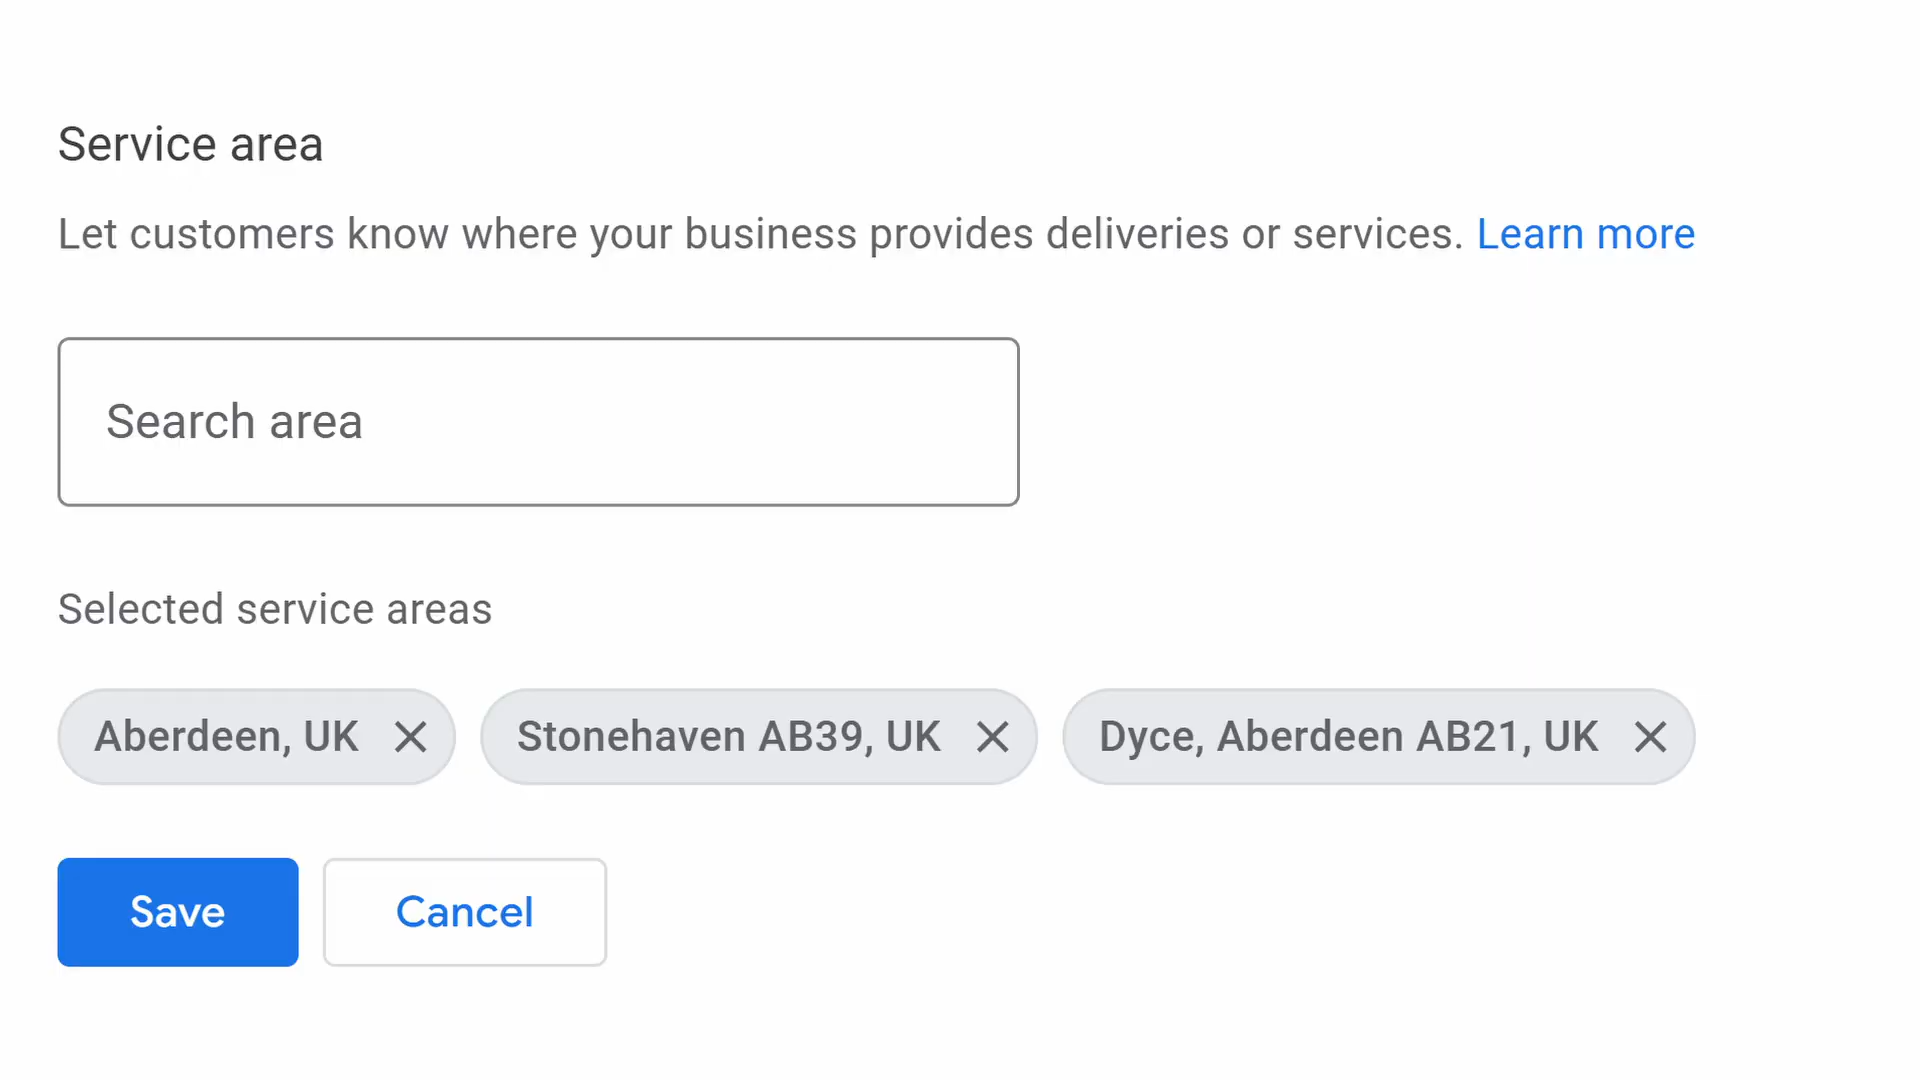 Service area
Let customers know where your business provides deliveries or services. Learn more
Search area
Selected service areas
Aberdeen, UK Stonehaven AB39, UK Dyce, Aberdeen AB21, UK
Save Cancel